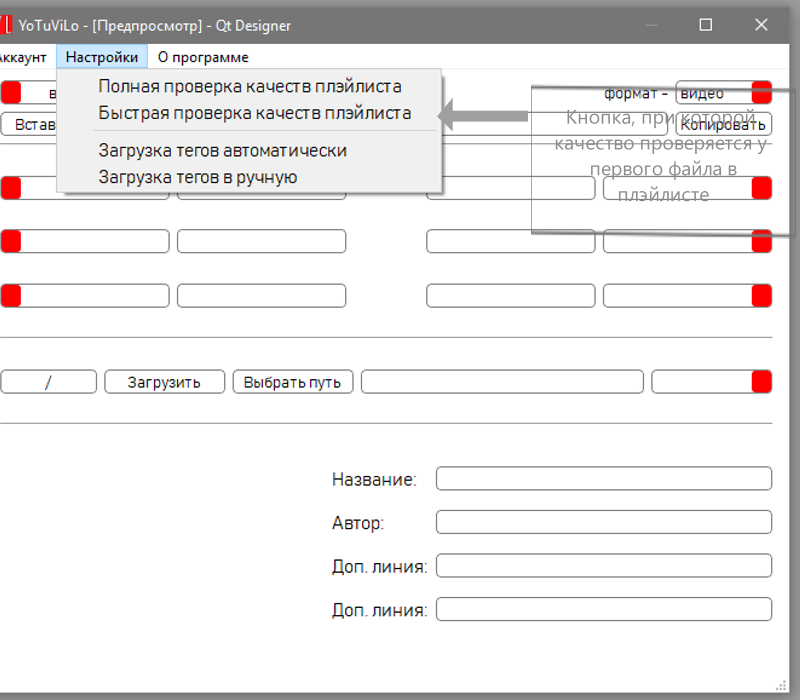 YoTuViLo - [Предпросмотр] - Qt Designer
Аккаунт Настройки О программе
Полная проверка качеств плэйлиста
Быстрая проверка качеств плэйлиста
Загрузка тегов автоматически
Загрузка тегов в ручную
формат - видео
Копировать
Кнопка, при которой
качество проверяется у
первого файла в
плэйлисте
/ Загрузить Выбрать путь
Название:
Автор:
Доп. линия:
Доп. линия: